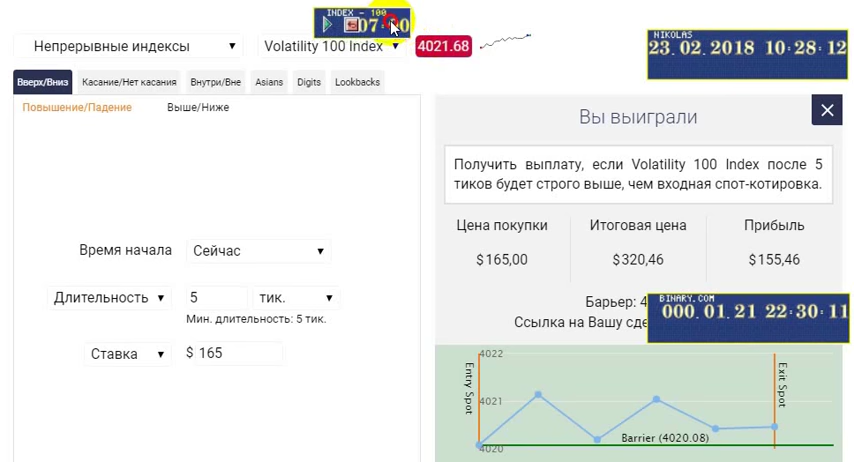 INDEX - 100
07:00
Непрерывные индексы
Volatility 100 Index
4021.68
NIKOLAS
23.02.2018 10:28:12
Вверх/Вниз
Касание/Нет касания
Внутри/Вне
Asians
Digits
Lookbacks
Повышение/Падение
Выше/Ниже
Вы выиграли
Получить выплату, если Volatility 100 Index после 5
тиков будет строго выше, чем входная спот-котировка.
Цена покупки
Итоговая цена
Прибыль
$165,00
$320,46
$155,46
Время начала
Сейчас
Длительность
5
тик.
Мин. длительность: 5 тик.
Ставка
$ 165
Барьер: 4
Ссылка на Вашу сде
BINARY.COM
000.01.21 22:30:11
4022
4021
4020
Entry Spot
Exit Spot
Barrier (4020.08)